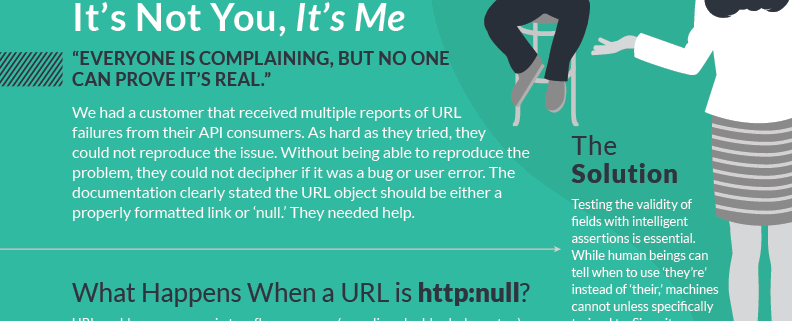 It's Not You, It's Me
“EVERYONE IS COMPLAINING, BUT NO ONE
CAN PROVE IT'S REAL.”
We had a customer that received multiple reports of URL
failures from their API consumers. As hard as they tried, they
could not reproduce the issue. Without being able to reproduce the
problem, they could not decipher if it was a bug or user error. The
documentation clearly stated the URL object should be either a
properly formatted link or ‘null.’ They needed help.
What Happens When a URL is http:null?
The
Solution
Testing the validity of
fields with intelligent
assertions is essential.
While human beings can
tell when to use ‘they're’
instead of ‘their,’ machines
cannot unless specifically